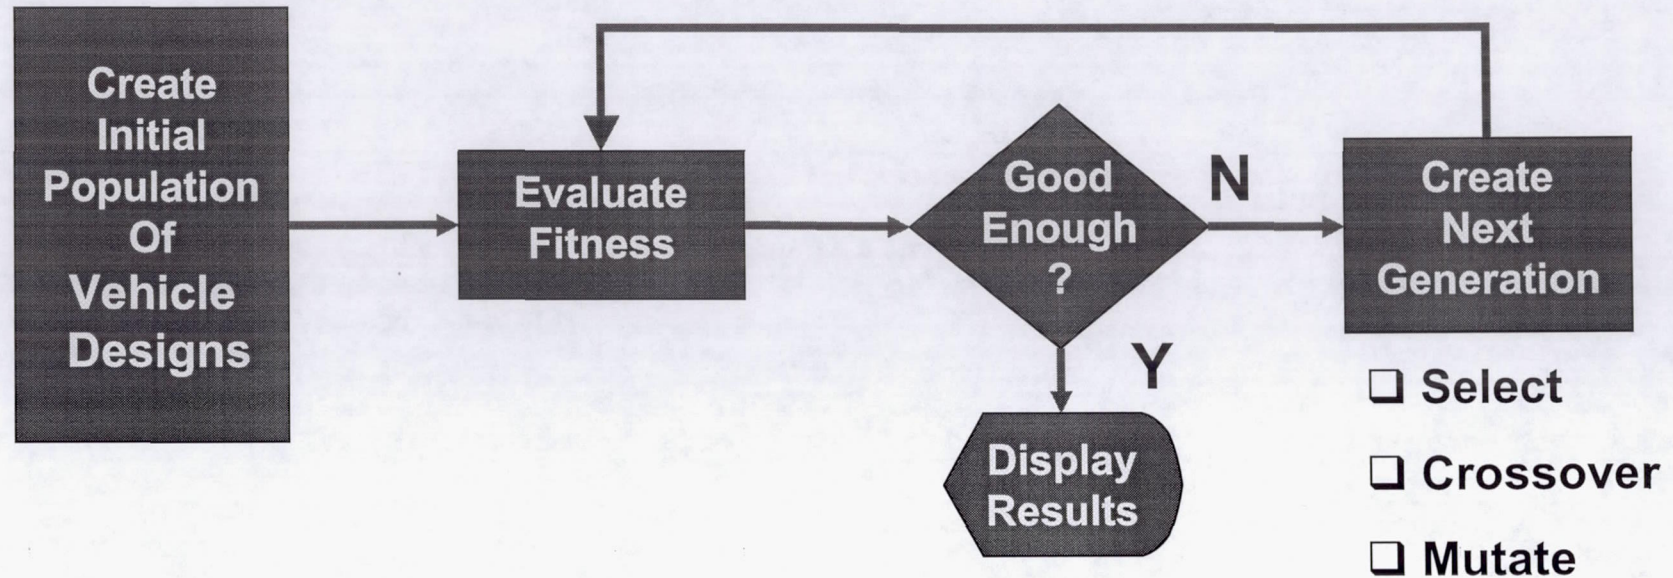 Create
Initial
Population
Of
Vehicle
Designs
Evaluate
Fitness
Good
Enough
?
N
Create
Next
Generation
Y
Display
Results
❑ Select
❑ Crossover
❑ Mutate